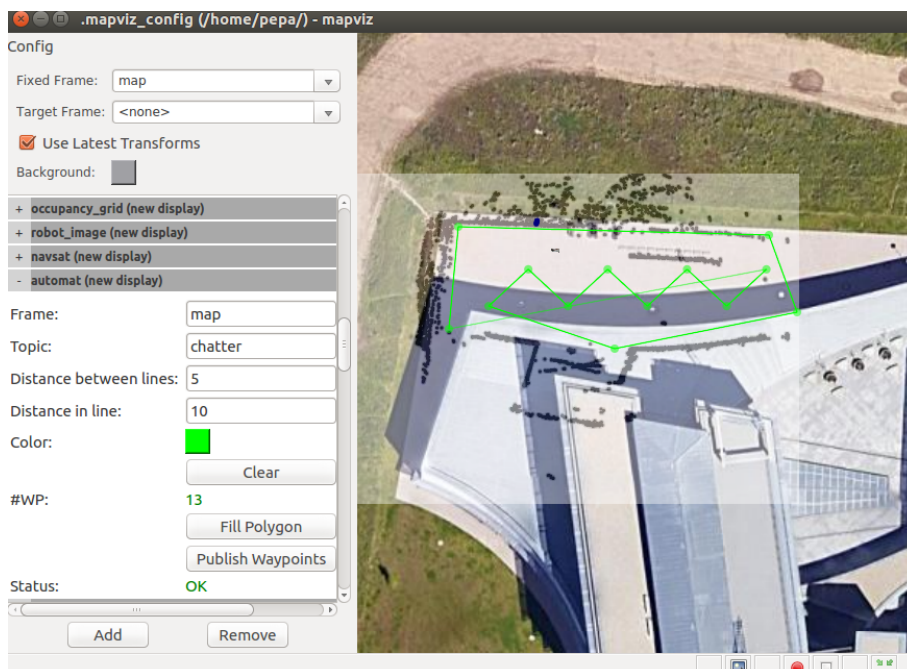 .mapviz_config (/home/pepa/) - mapviz
Config
Fixed Frame: map
Target Frame: <none>
Use Latest Transforms
Background:
+ occupancy_grid (new display)
+ robot_image (new display)
+ navsat (new display)
- automat (new display)
Frame: map
Topic: chatter
Distance between lines: 5
Distance in line: 10
Color:
Clear
#WP: 13
Fill Polygon
Publish Waypoints
Status: OK
Add Remove